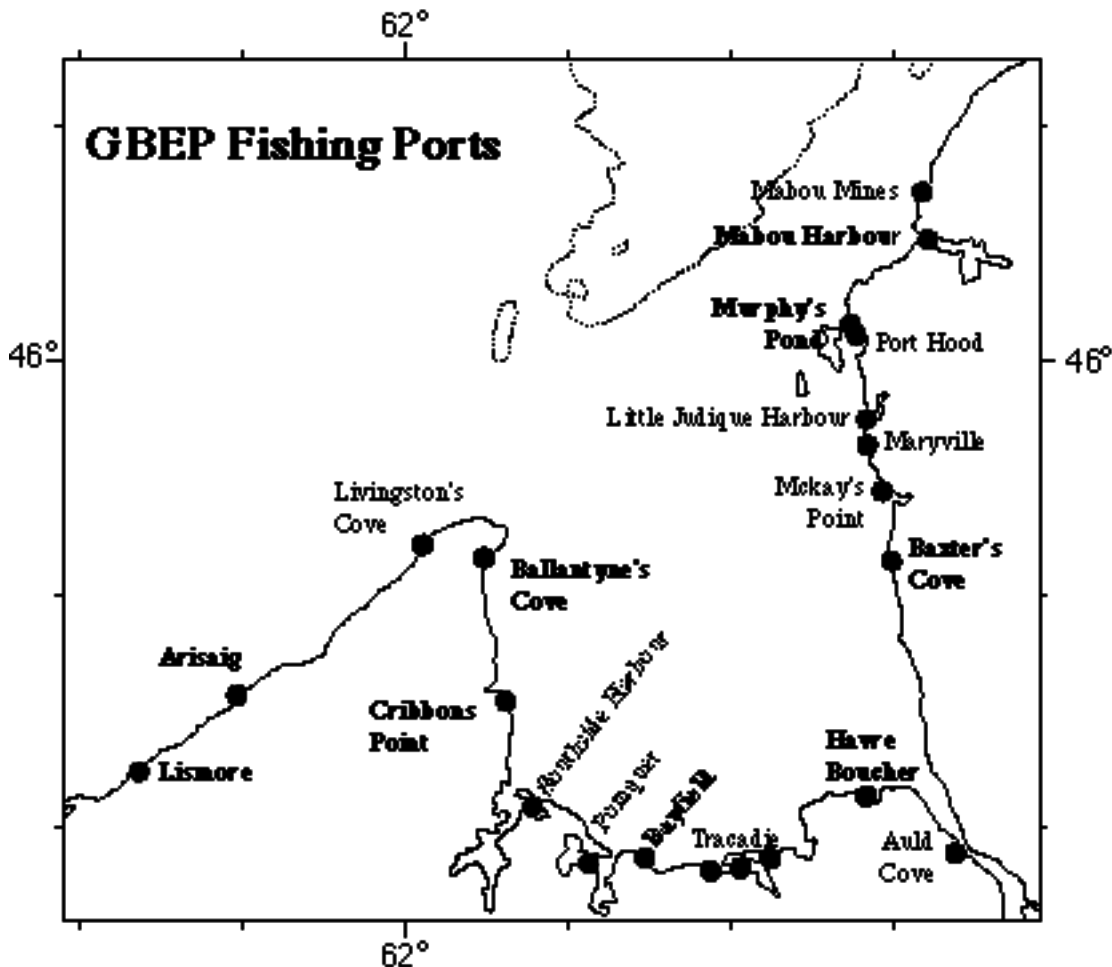 62°
GBEP Fishing Ports
Mabou Mines
Mabou Harbour
Murphy's
Pond
Port Hood
46°
46°
Little Judique Harbour
Maryville
Mckay's
Point
Livingston's
Cove
Baxter's
Cove
Ballantyne's
Cove
Arisaig
Southside Harbour
Cribbons
Point
Lismore
Pomquet
Bayfield
Havre
Boucher
Tracadie
Auld
Cove
62°